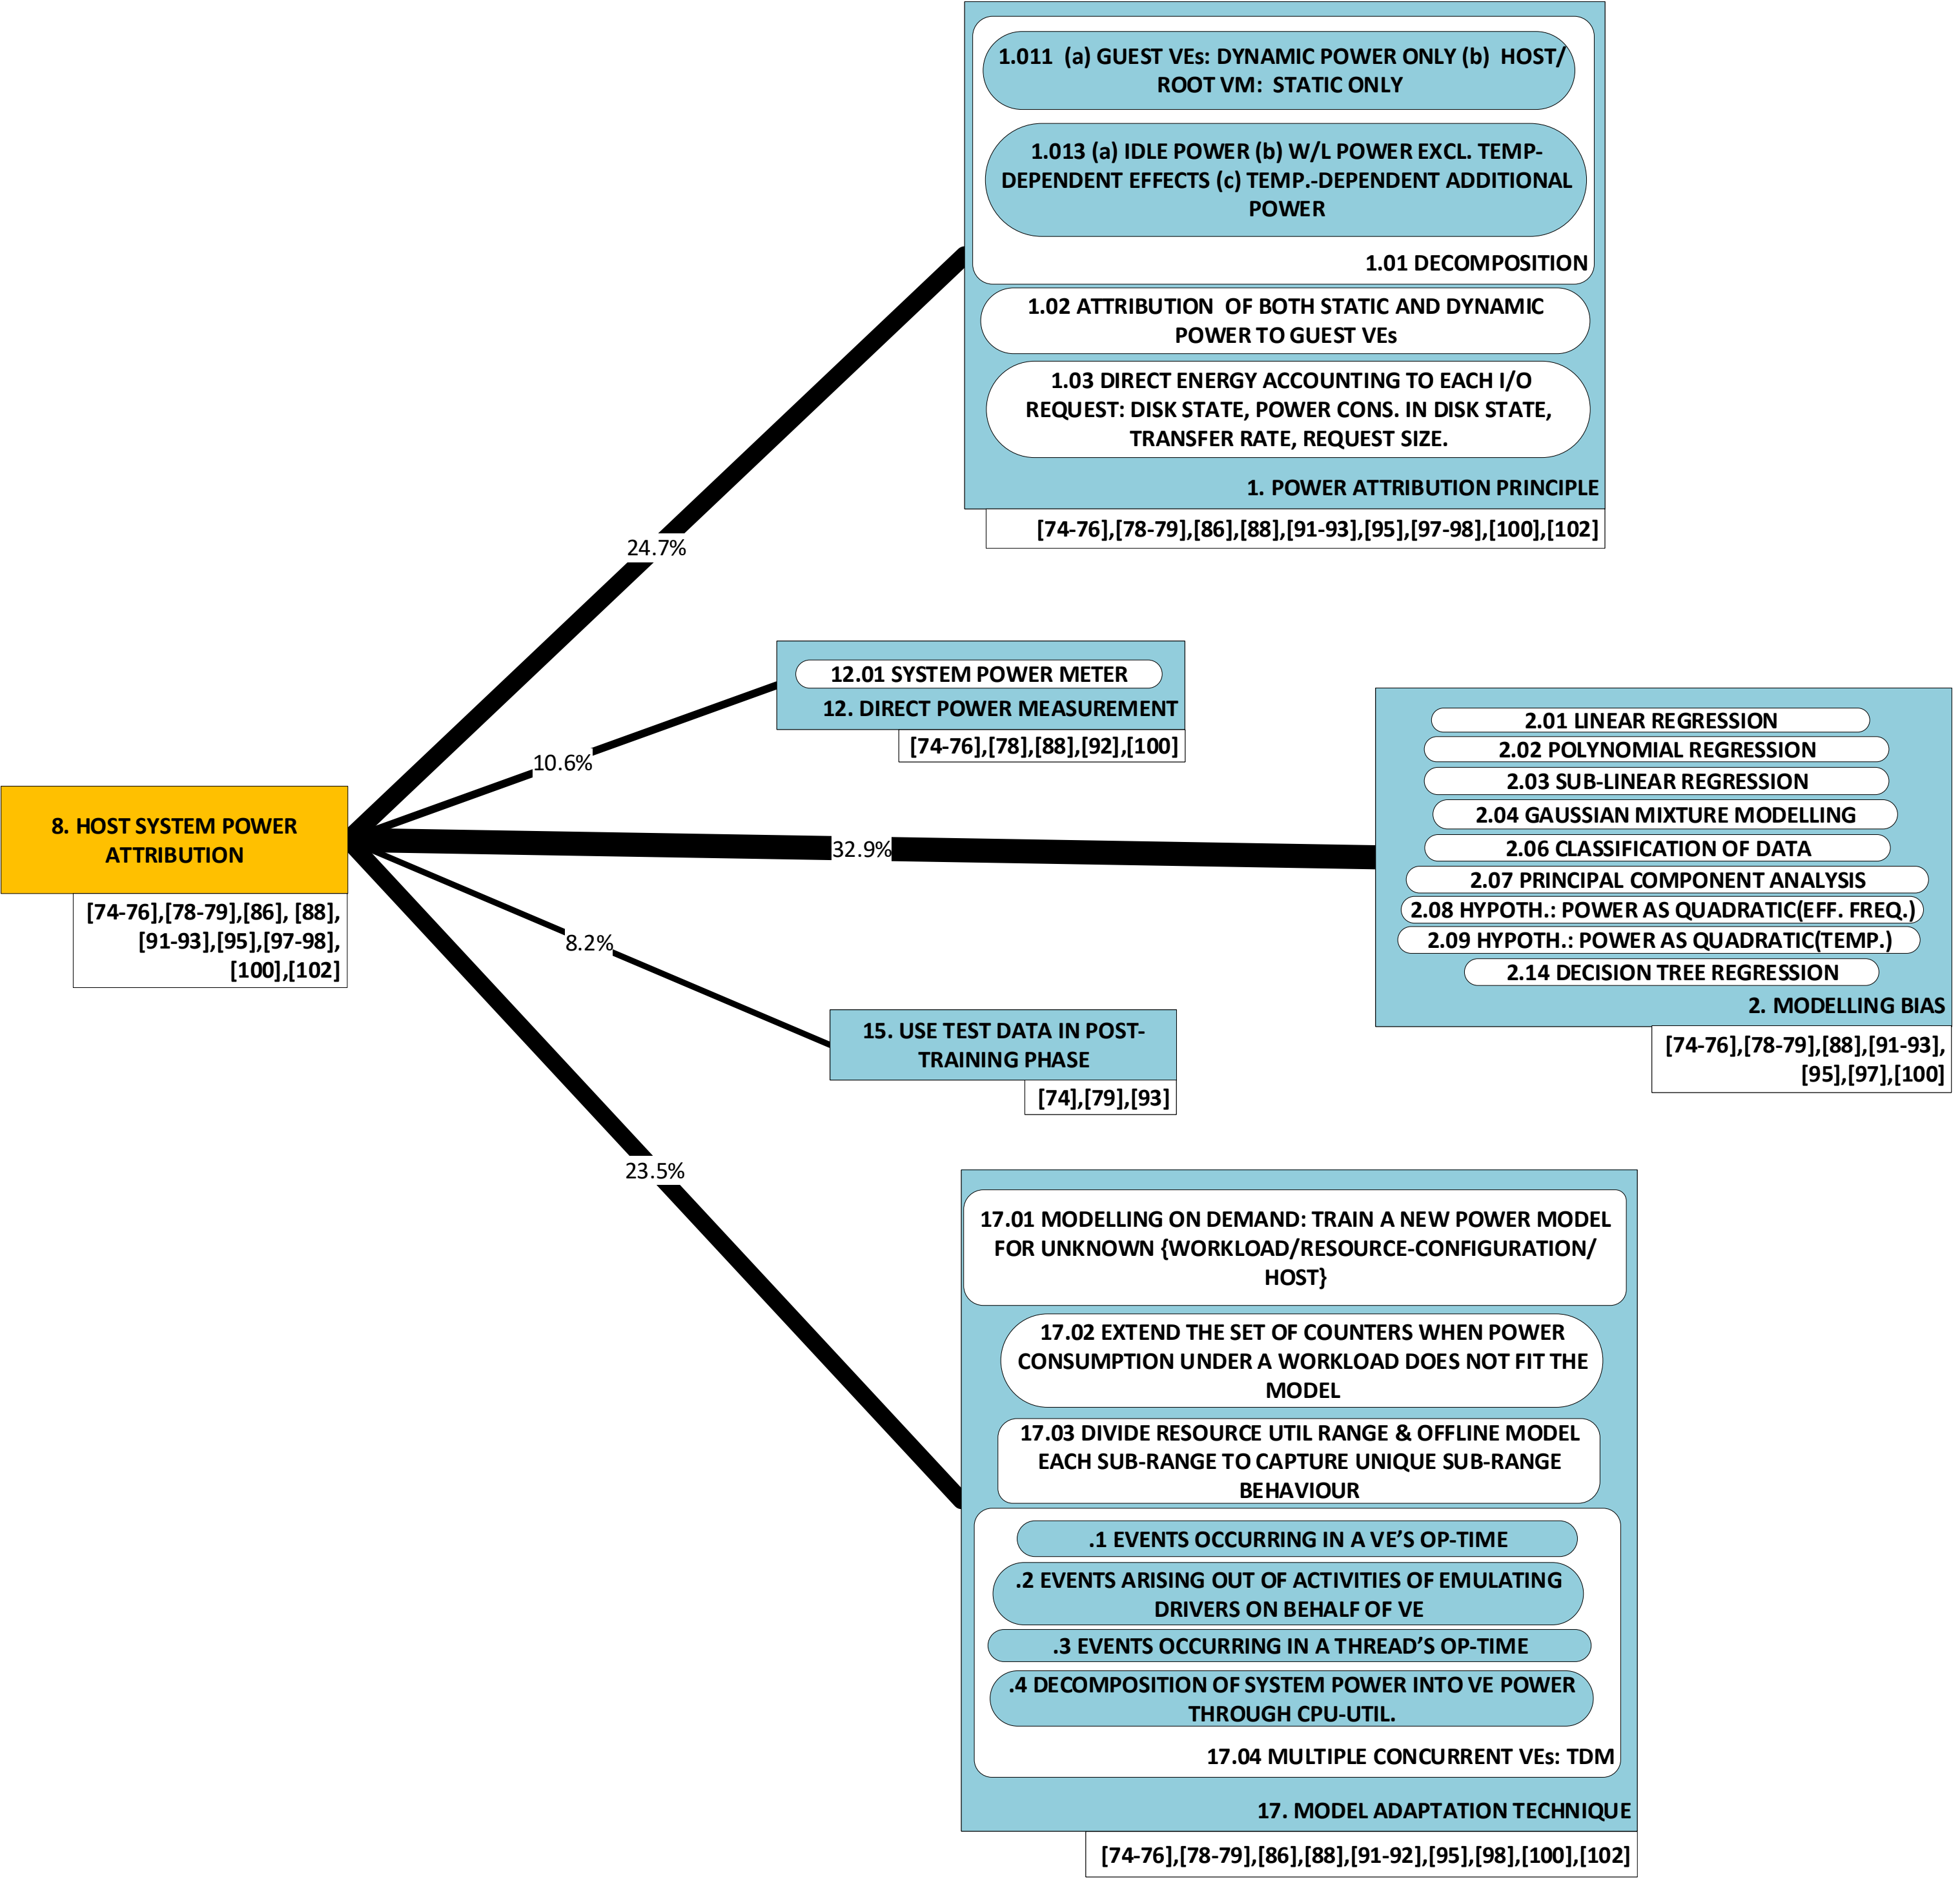 1.011 (a) GUEST VEs: DYNAMIC POWER ONLY (b) HOST/
ROOT VM: STATIC ONLY
1.013 (a) IDLE POWER (b) W/L POWER EXCL. TEMP-
DEPENDENT EFFECTS (c) TEMP.-DEPENDENT ADDITIONAL
POWER
1.01 DECOMPOSITION
1.02 ATTRIBUTION OF BOTH STATIC AND DYNAMIC
POWER TO GUEST VEs
1.03 DIRECT ENERGY ACCOUNTING TO EACH I/O
REQUEST: DISK STATE, POWER CONS. IN DISK STATE,
TRANSFER RATE, REQUEST SIZE.
1. POWER ATTRIBUTION PRINCIPLE
[74-76],[78-79],[86],[88],[91-93],[95],[97-98],[100],[102]
24.7%
12.01 SYSTEM POWER METER
12. DIRECT POWER MEASUREMENT
[74-76],[78],[88],[92],[100]
10.6%
2.01 LINEAR REGRESSION
2.02 POLYNOMIAL REGRESSION
2.03 SUB-LINEAR REGRESSION
2.04 GAUSSIAN MIXTURE MODELLING
2.06 CLASSIFICATION OF DATA
2.07 PRINCIPAL COMPONENT ANALYSIS
2.08 HYPOTH.: POWER AS QUADRATIC(EFF. FREQ.)
2.09 HYPOTH.: POWER AS QUADRATIC(TEMP.)
2.14 DECISION TREE REGRESSION
2. MODELLING BIAS
[74-76],[78-79],[88],[91-93],
[95],[97],[100]
32.9%
8. HOST SYSTEM POWER
ATTRIBUTION
[74-76],[78-79],[86], [88],
[91-93],[95],[97-98],
[100],[102]
8.2%
15. USE TEST DATA IN POST-
TRAINING PHASE
[74],[79],[93]
23.5%
17.01 MODELLING ON DEMAND: TRAIN A NEW POWER MODEL
FOR UNKNOWN {WORKLOAD/RESOURCE-CONFIGURATION/
HOST}
17.02 EXTEND THE SET OF COUNTERS WHEN POWER
CONSUMPTION UNDER A WORKLOAD DOES NOT FIT THE
MODEL
17.03 DIVIDE RESOURCE UTIL RANGE & OFFLINE MODEL
EACH SUB-RANGE TO CAPTURE UNIQUE SUB-RANGE
BEHAVIOUR
.1 EVENTS OCCURRING IN A VE’S OP-TIME
.2 EVENTS ARISING OUT OF ACTIVITIES OF EMULATING
DRIVERS ON BEHALF OF VE
.3 EVENTS OCCURRING IN A THREAD’S OP-TIME
.4 DECOMPOSITION OF SYSTEM POWER INTO VE POWER
THROUGH CPU-UTIL.
17.04 MULTIPLE CONCURRENT VEs: TDM
17. MODEL ADAPTATION TECHNIQUE
[74-76],[78-79],[86],[88],[91-92],[95],[98],[100],[102]